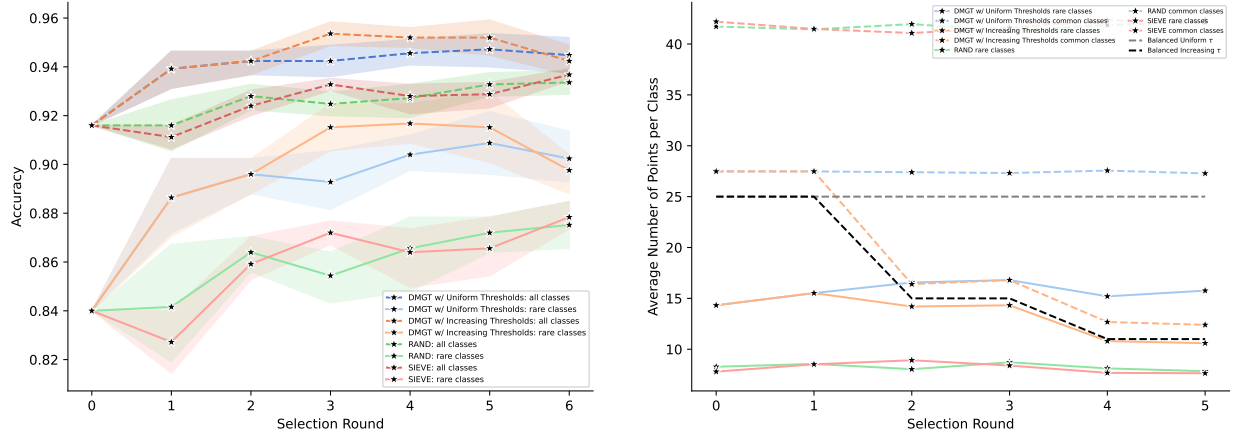 0.96
0.94
0.92
0.90
0.88
0.86
0.84
0.82
Accuracy
0 1 2 3 4 5 6
Selection Round
DMGT w/ Uniform Thresholds: all classes
DMGT w/ Uniform Thresholds: rare classes
DMGT w/ Increasing Thresholds: all classes
DMGT w/ Increasing Thresholds: rare classes
RAND: all classes
RAND: rare classes
SIEVE: all classes
SIEVE: rare classes
40
35
30
25
20
15
10
Average Number of Points per Class
0 1 2 3 4 5
Selection Round
DMGT w/ Uniform Thresholds rare classes
DMGT w/ Uniform Thresholds common classes
DMGT w/ Increasing Thresholds rare classes
DMGT w/ Increasing Thresholds common classes
RAND rare classes
RAND common classes
SIEVE rare classes
SIEVE common classes
Balanced Uniform τ
Balanced Increasing τ